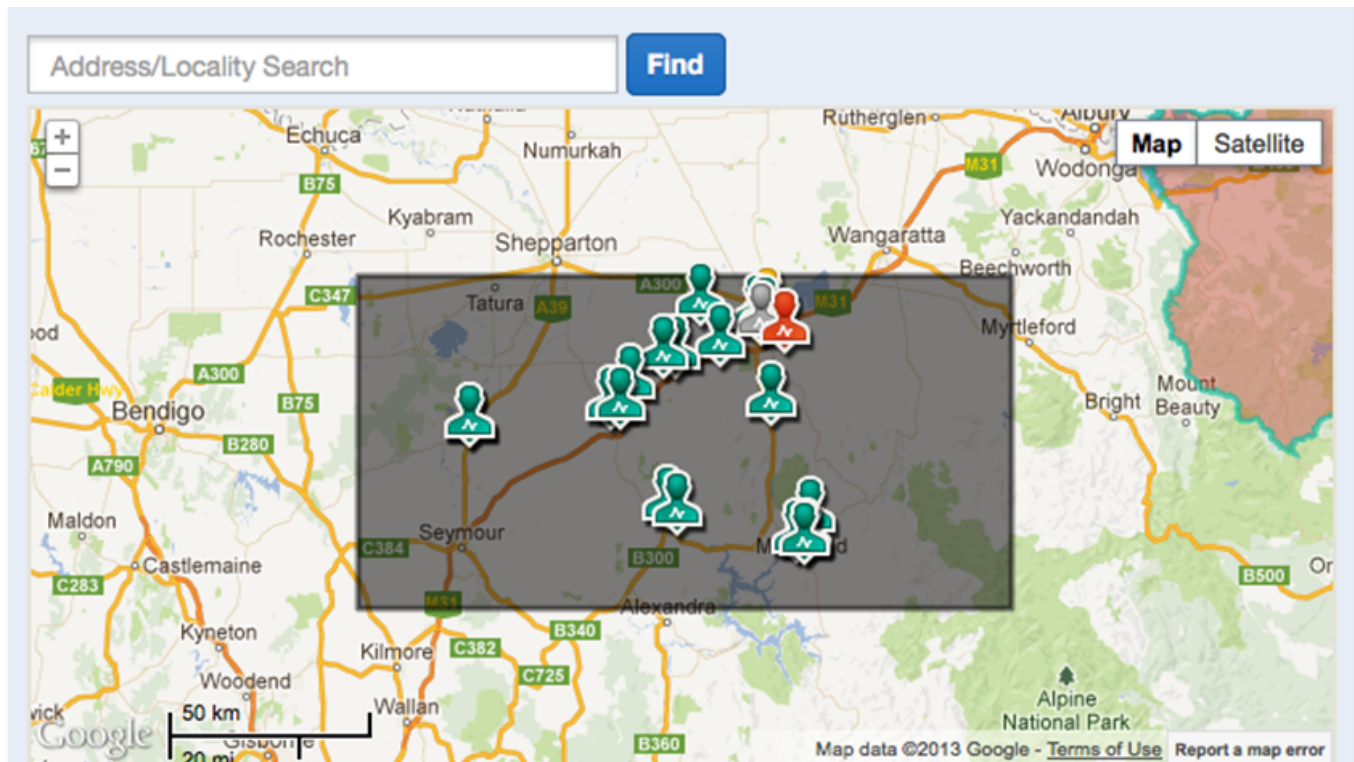 Address/Locality Search
Find
Echuca
Numurkah
Rutherglen
Albury
Map
Satellite
M31
Wodonga
B75
Kyabram
Yackandandah
Rochester
Shepparton
Wangaratta
Beechworth
C347
Tatura
A39
A300
M31
Myrtleford
A300
Calder Hwy
B75
Mount
Beauty
Bendigo
Bright
B280
A790
Maldon
Seymour
C384
B300
Castlemaine
C283
B500
M31
Alexandra
Kyneton
B340
Kilmore
C382
C725
Woodend
Alpine
National Park
Wallan
50 km
Google
Gisborne
20 mi
B360
Map data ©2013 Google - Terms of Use
Report a map error